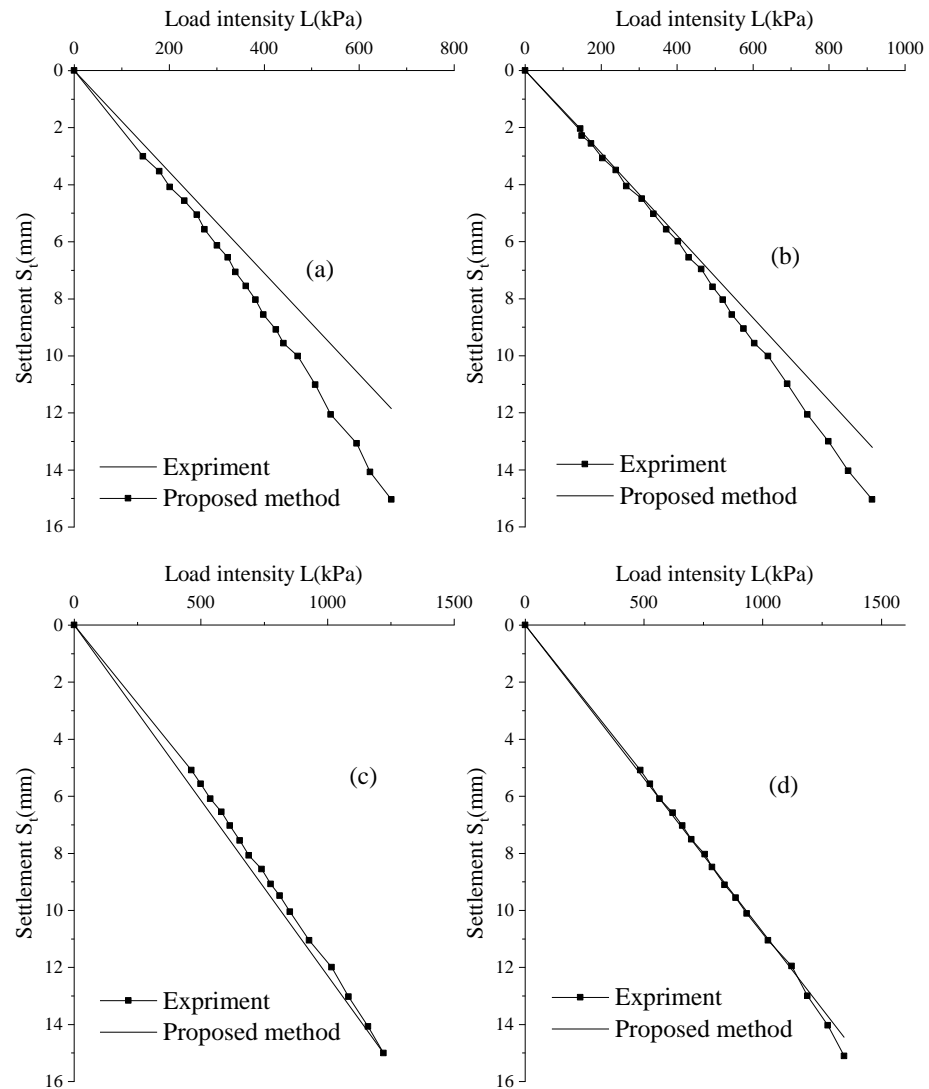 Load intensity L(kPa)
0 200 400 600 800
0
2
4
6
8
10
12
14
16
Settlement S_t(mm)
(a)
Expriment
Proposed method
Load intensity L(kPa)
0 200 400 600 800 1000
0
2
4
6
8
10
12
14
16
Settlement S_t(mm)
(b)
Expriment
Proposed method
Load intensity L(kPa)
0 500 1000 1500
0
2
4
6
8
10
12
14
16
Settlement S_t(mm)
(c)
Expriment
Proposed method
Load intensity L(kPa)
0 500 1000 1500
0
2
4
6
8
10
12
14
16
Settlement S_t(mm)
(d)
Expriment
Proposed method